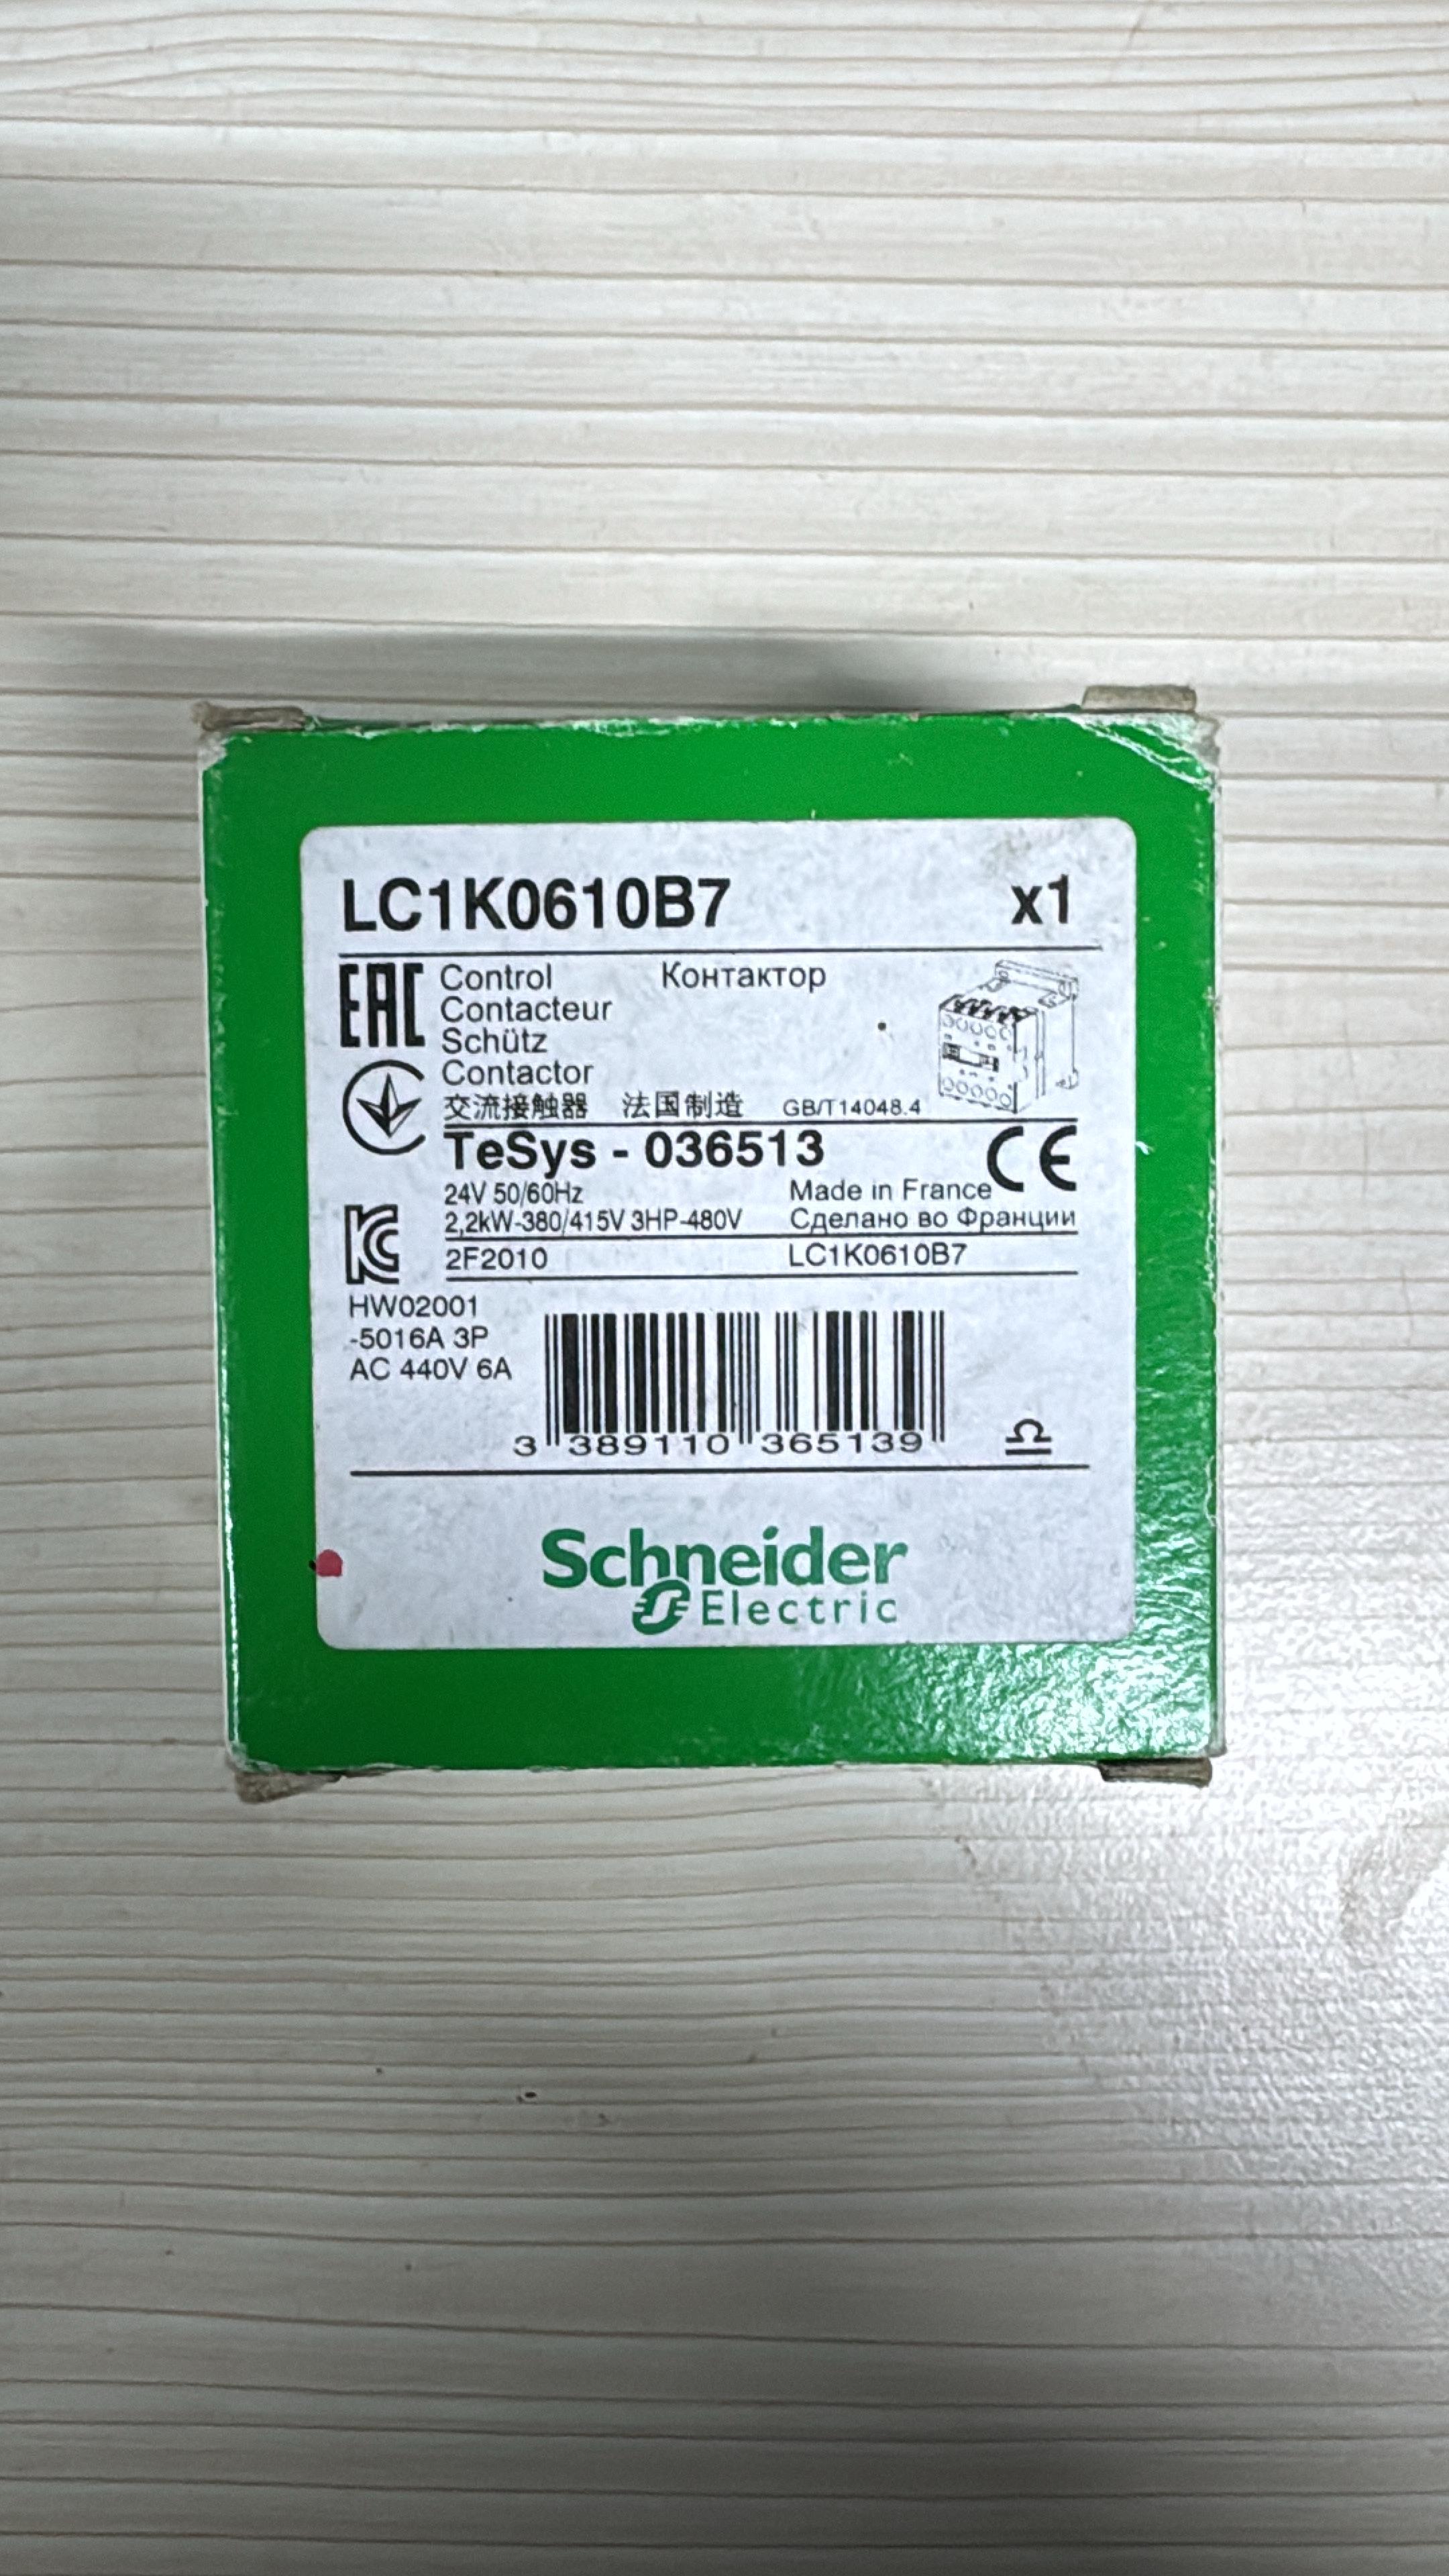 LC1K0610B7 x1
EAC Control Контактор
Contacteur
Schütz
Contactor
交流接触器 法国制造 GB/T14048.4
TeSys - 036513 CE
24V 50/60Hz Made in France
2,2kW-380/415V 3HP-480V Сделано во Франции
2F2010 LC1K0610B7
HW02001
-5016A 3P
AC 440V 6A
3 389110 365139
Schneider
Electric